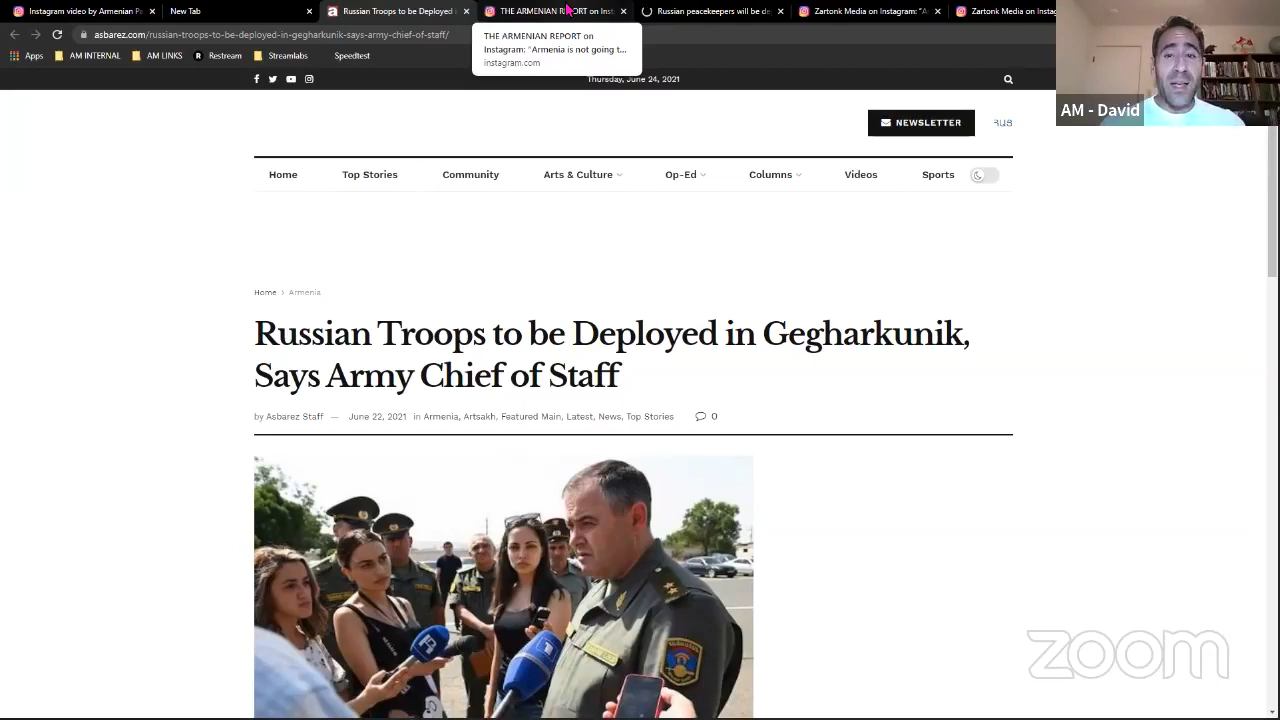 Instagram video by Armenian Pu
New Tab
Russian Troops to be Deployed i
THE ARMENIAN REPORT on Inst
Russian peacekeepers will be de
Zartonk Media on Instagram: "A
Zartonk Media on Insta
asbarez.com/russian-troops-to-be-deployed-in-gegharkunik-says-army-chief-of-staff/
THE ARMENIAN REPORT on
Instagram: "Armenia is not going t...
instagram.com
Apps
AM INTERNAL
AM LINKS
Restream
Streamlabs
Speedtest
Thursday, June 24, 2021
AM - David
NEWSLETTER
RUS
Home Top Stories Community Arts & Culture Op-Ed Columns Videos Sports
Home > Armenia
Russian Troops to be Deployed in Gegharkunik,
Says Army Chief of Staff
by Asbarez Staff — June 22, 2021 in Armenia, Artsakh, Featured Main, Latest, News, Top Stories 0
zoom